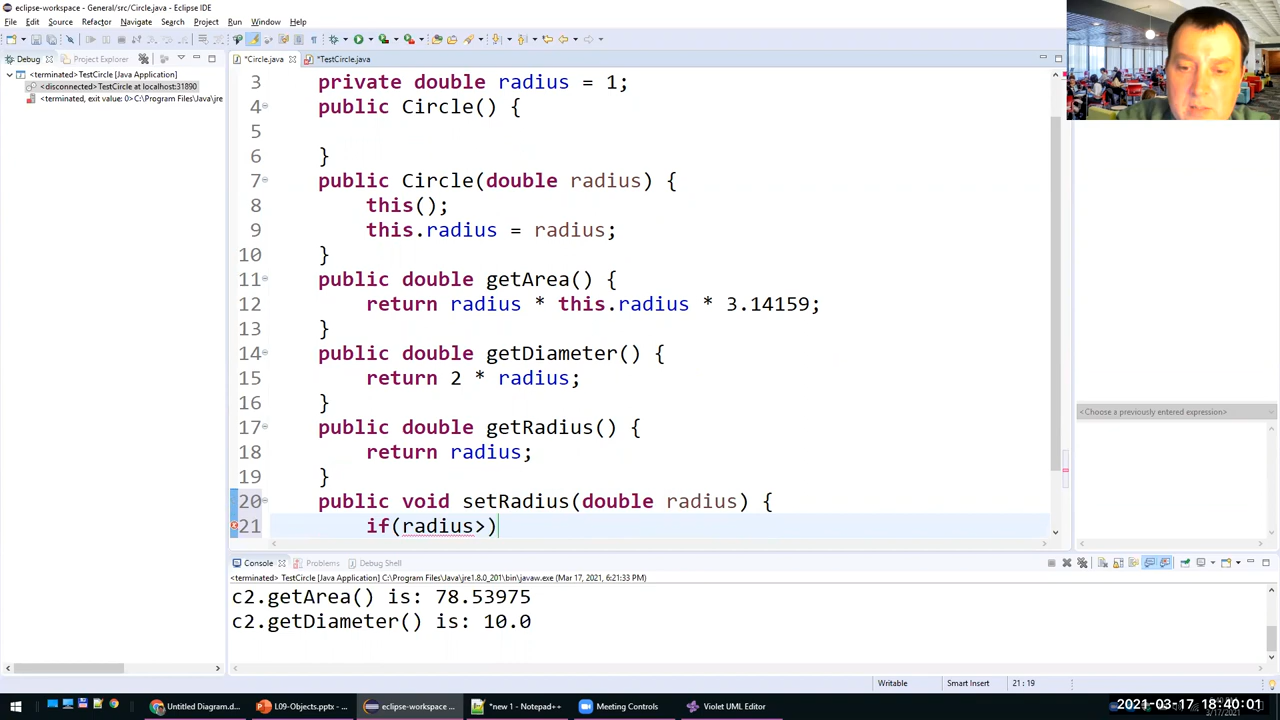 eclipse-workspace - General/src/Circle.java - Eclipse IDE
File Edit Source Refactor Navigate Search Project Run Window Help
Debug Project Explorer
<terminated>TestCircle [Java Application]
<disconnected>TestCircle at localhost:31890
<terminated, exit value: 0>C:\Program Files\Java\jre
*Circle.java *TestCircle.java
3 private double radius = 1;
4 public Circle() {
5
6 }
7 public Circle(double radius) {
8 this();
9 this.radius = radius;
10 }
11 public double getArea() {
12 return radius * this.radius * 3.14159;
13 }
14 public double getDiameter() {
15 return 2 * radius;
16 }
17 public double getRadius() {
18 return radius;
19 }
20 public void setRadius(double radius) {
21 if(radius>)
<Choose a previously entered expression>
Console Problems Debug Shell
<terminated> TestCircle [Java Application] C:\Program Files\Java\jre1.8.0_201\bin\javaw.exe (Mar 17, 2021, 6:21:33 PM)
c2.getArea() is: 78.53975
c2.getDiameter() is: 10.0
Writable Smart Insert 21 : 19
Untitled Diagram.d... L09-Objects.pptx - ... eclipse-workspace - ... *new 1 - Notepad++ Meeting Controls Violet UML Editor
2021-03-17 18:40:01